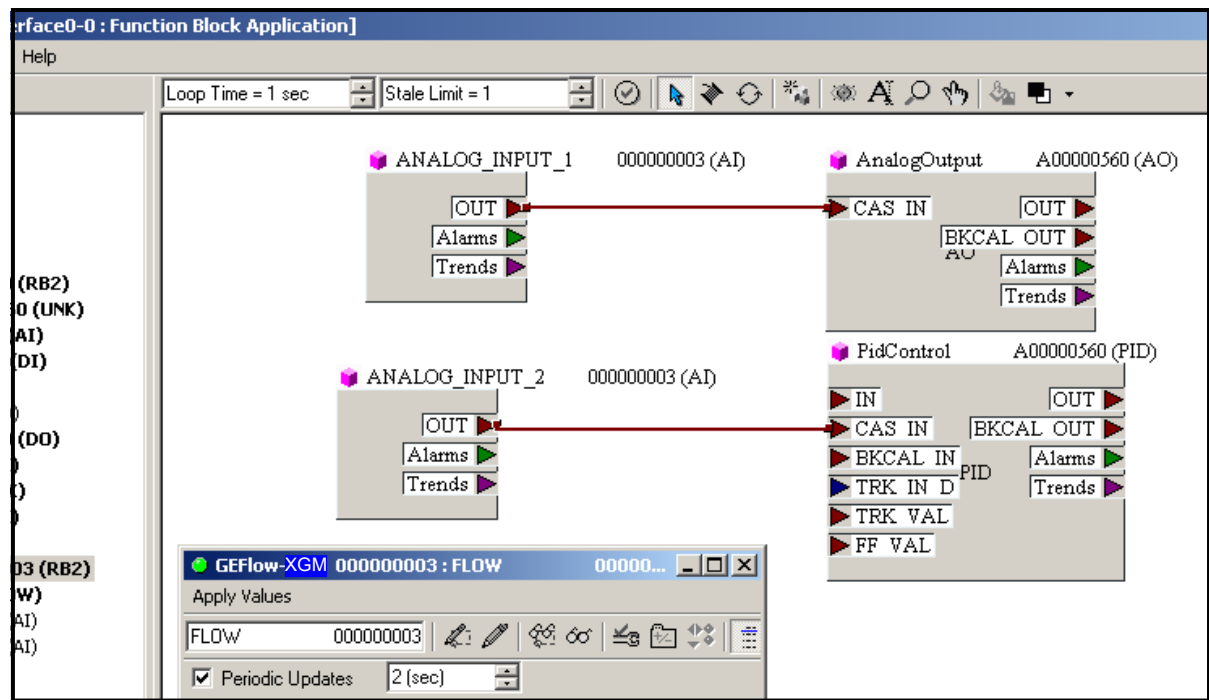 erface0-0 : Function Block Application]
Help
Loop Time = 1 sec Stale Limit = 1
ANALOG_INPUT_1 000000003 (AI)
OUT
Alarms
Trends
AnalogOutput A00000560 (AO)
CAS IN OUT
BKCAL OUT
AO
Alarms
Trends
ANALOG_INPUT_2 000000003 (AI)
OUT
Alarms
Trends
PidControl A00000560 (PID)
IN OUT
CAS IN BKCAL OUT
BKCAL IN Alarms
PID
TRK IN D Trends
TRK VAL
FF VAL
(RB2)
0 (UNK)
AI)
(DI)
)
(DO)
)
)
)
03 (RB2)
W)
AI)
AI)
GEFlow-XGM 000000003 : FLOW 00000...
Apply Values
FLOW 000000003
Periodic Updates 2 (sec)